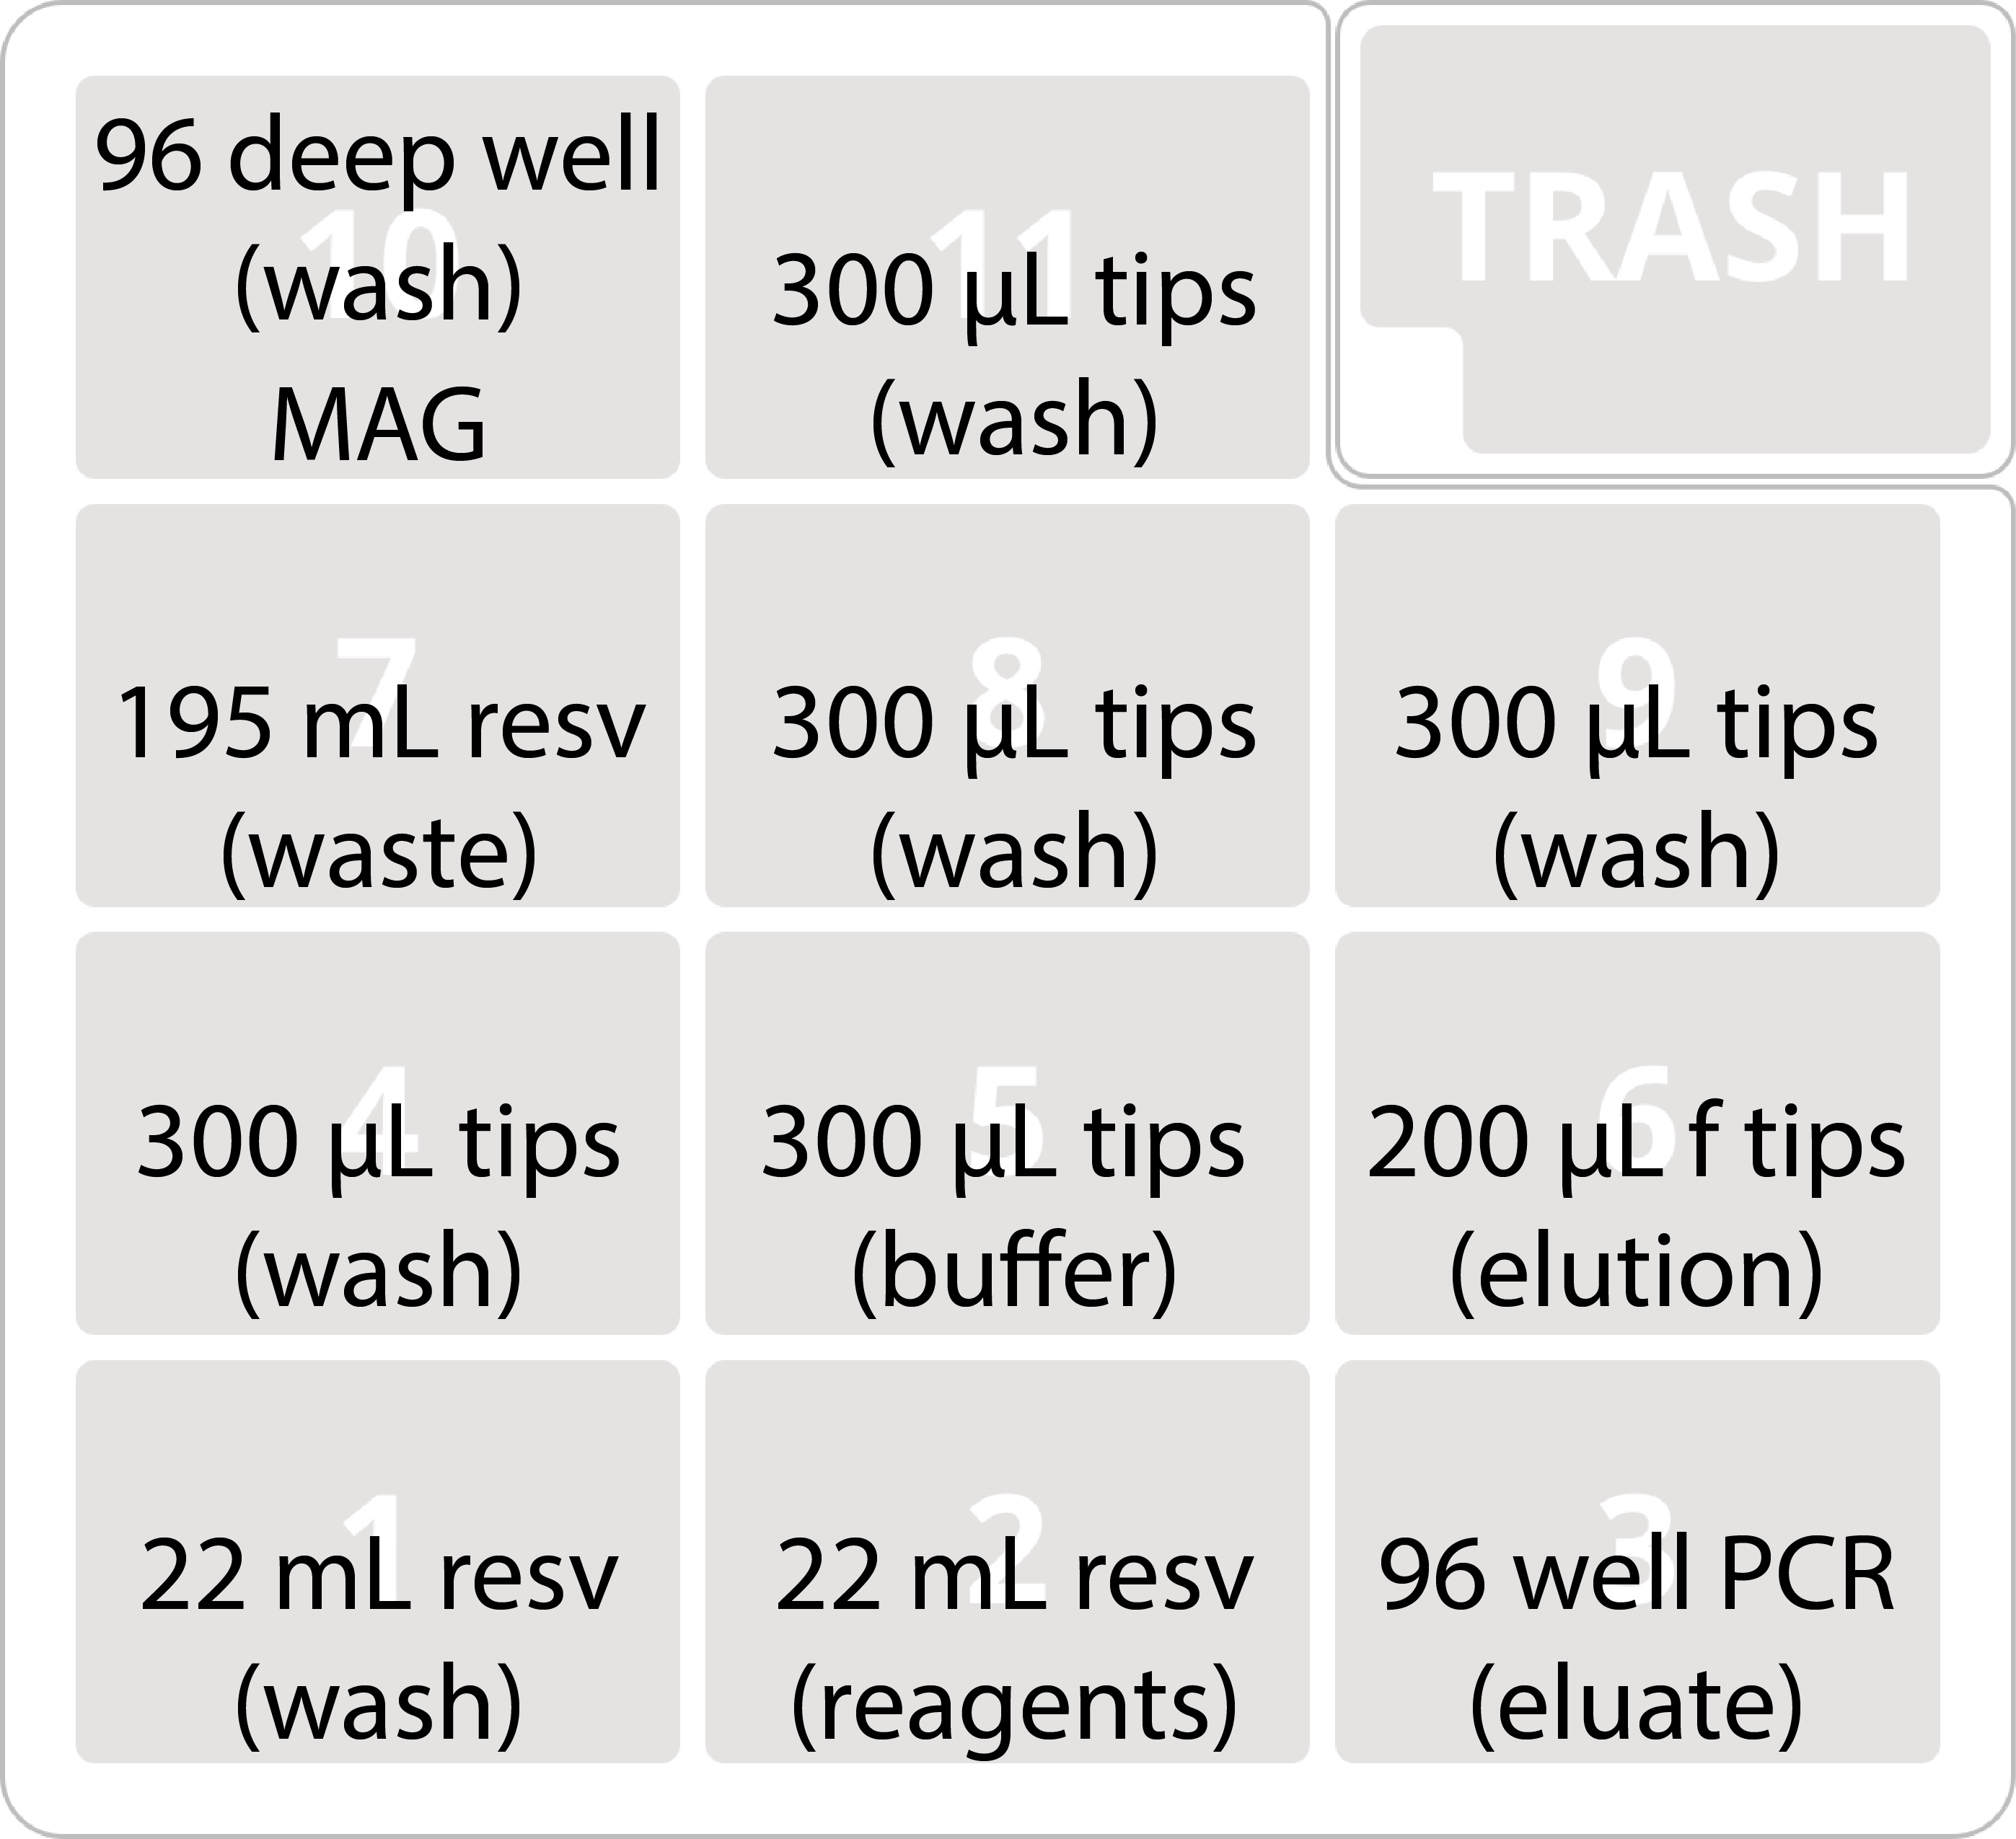 96 deep well
10
(wash)
MAG
11
300 µL tips
(wash)
TRASH
7
195 mL resv
(waste)
8
300 µL tips
(wash)
9
300 µL tips
(wash)
4
300 µL tips
(wash)
5
300 µL tips
(buffer)
6
200 µL f tips
(elution)
1
22 mL resv
(wash)
2
22 mL resv
(reagents)
3
96 well PCR
(eluate)